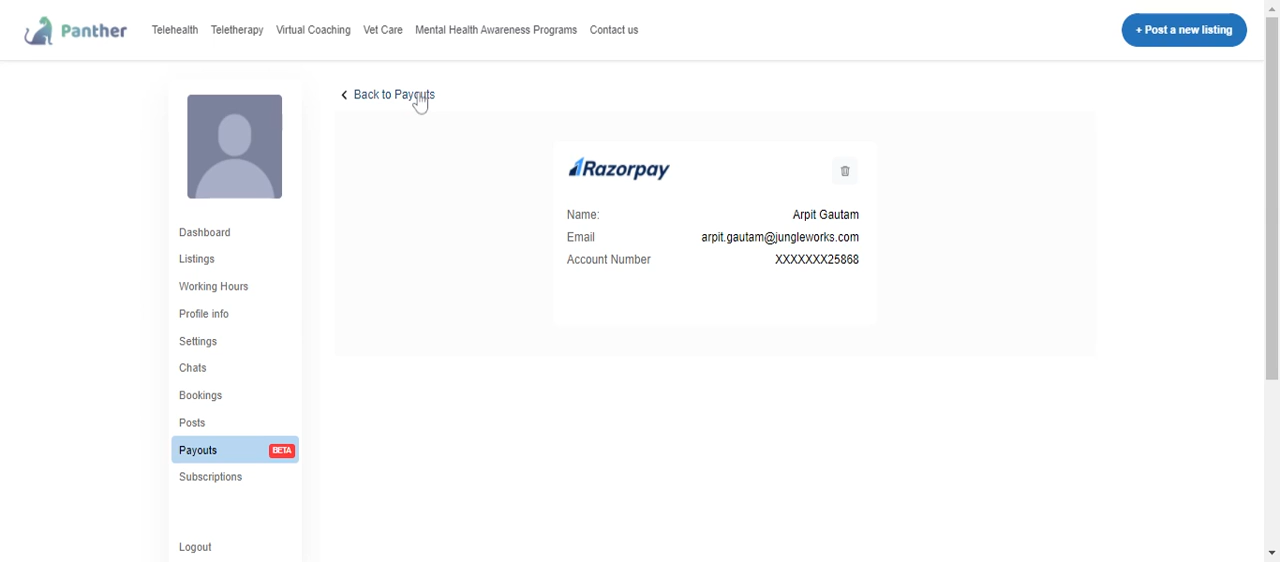 Panther
Telehealth Teletherapy Virtual Coaching Vet Care Mental Health Awareness Programs Contact us
+ Post a new listing
Back to Payouts
Razorpay
Name: Arpit Gautam
Email arpit.gautam@jungleworks.com
Account Number XXXXXXX25868
Dashboard
Listings
Working Hours
Profile info
Settings
Chats
Bookings
Posts
Payouts BETA
Subscriptions
Logout